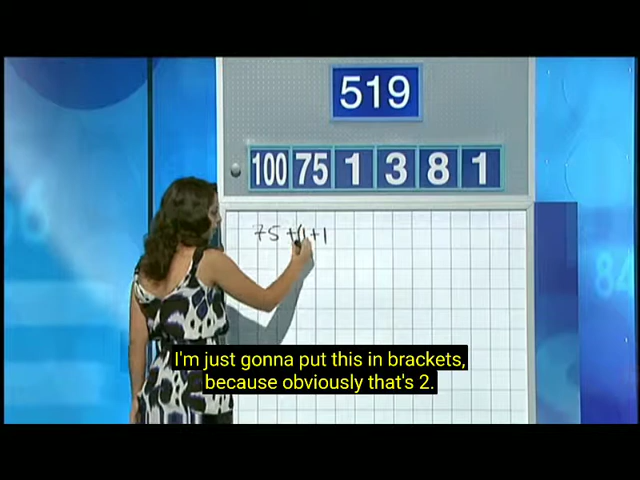 519
100 75 1 3 8 1
75 + (1 + 1
I'm just gonna put this in brackets,
because obviously that's 2.
84